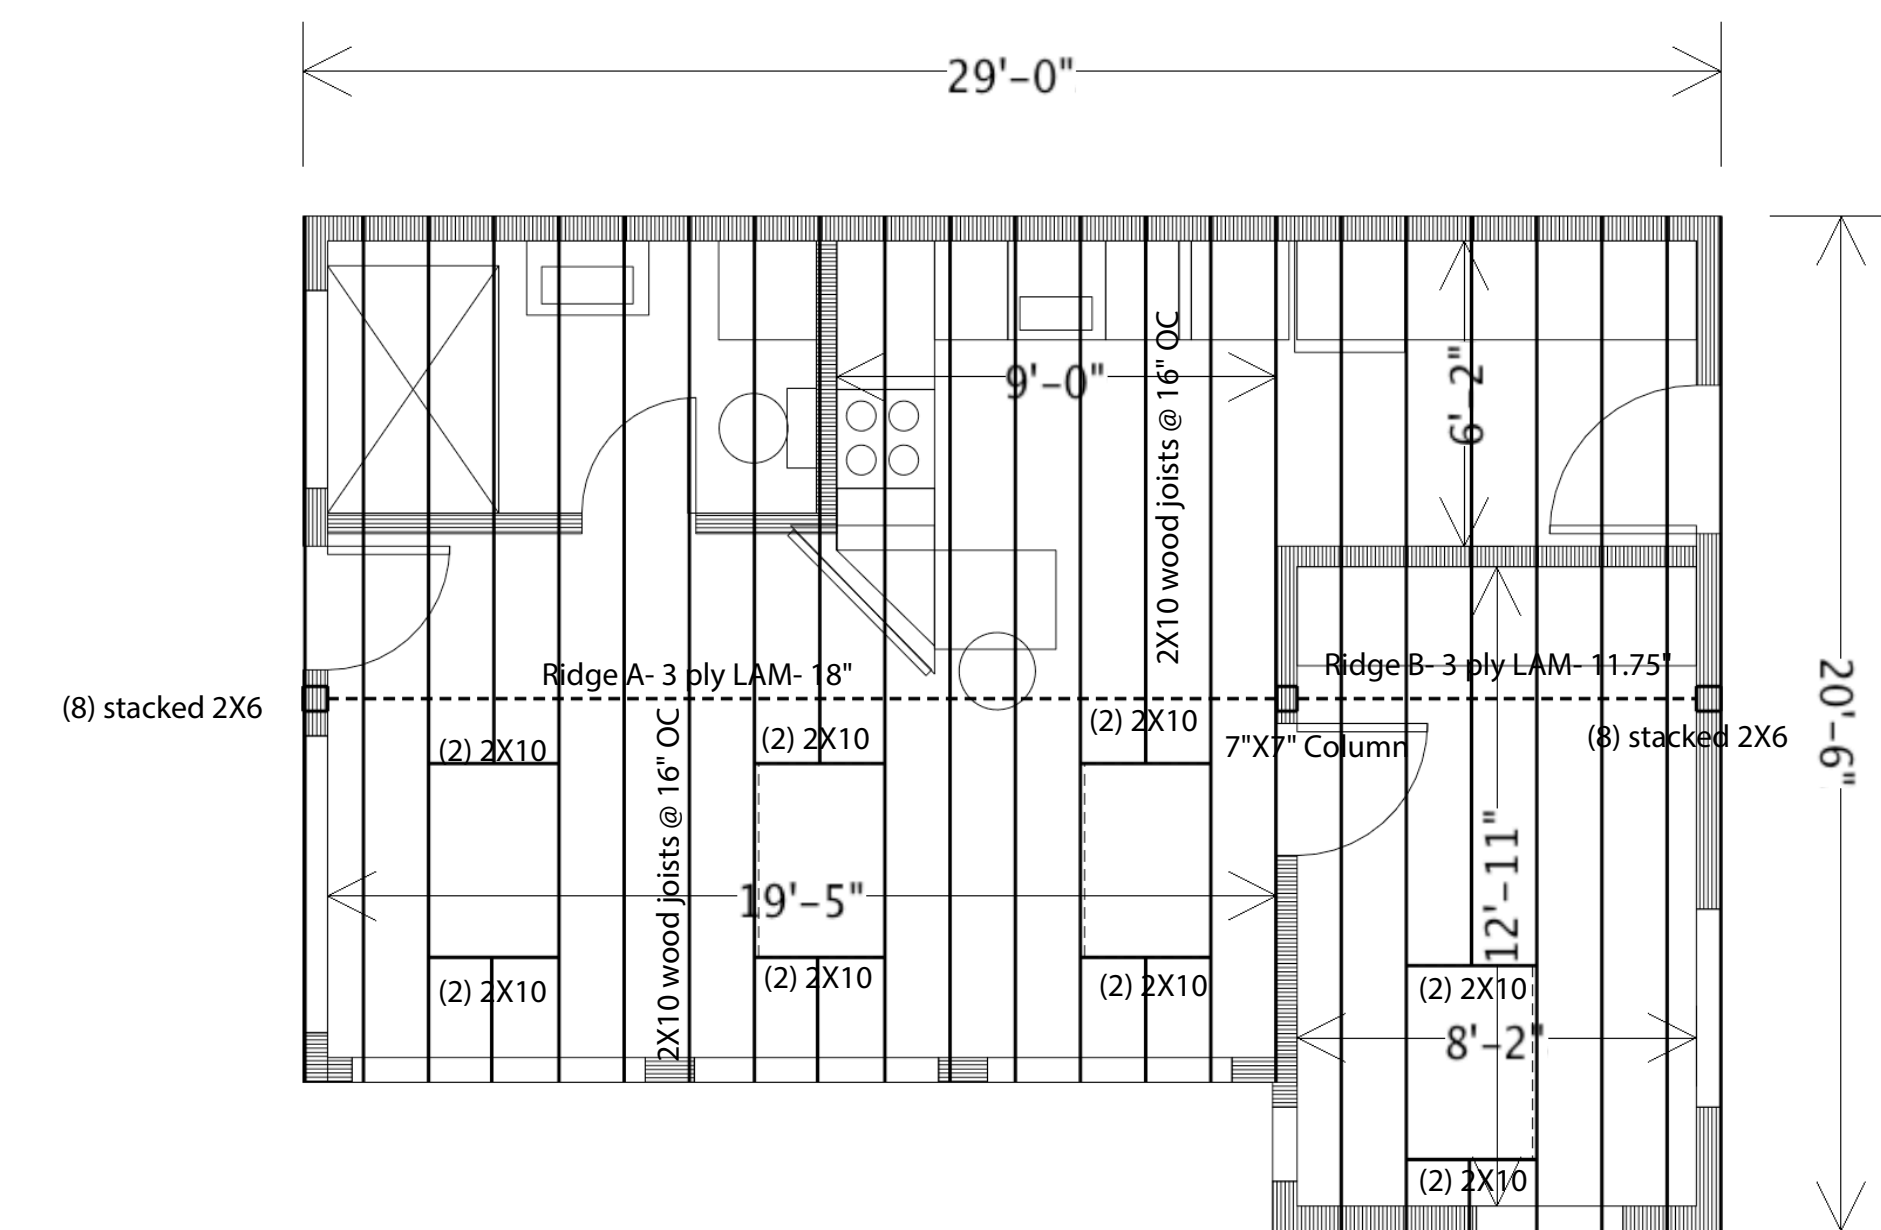 29'-0"
9'-0"
2X10 wood joists @ 16" OC
6'-2"
Ridge A- 3 ply LAM- 18"
Ridge B- 3 ply LAM- 11.75"
(8) stacked 2X6
20'-6"
(2) 2X10
(2) 2X10
(2) 2X10
7"X7" Column
(8) stacked 2X6
2X10 wood joists @ 16" OC
19'-5"
12'-11"
(2) 2X10
(2) 2X10
(2) 2X10
(2) 2X10
8'-2"
(2) 2X10